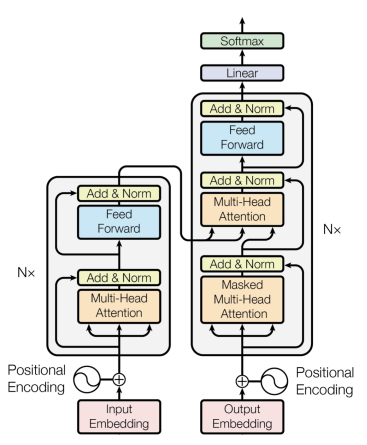 Softmax
Linear
Add & Norm
Feed
Forward
Add & Norm
Multi-Head
Attention
Add & Norm
Masked
Multi-Head
Attention
N×
Positional
Encoding
Output
Embedding
Add & Norm
Feed
Forward
N×
Add & Norm
Multi-Head
Attention
Positional
Encoding
Input
Embedding